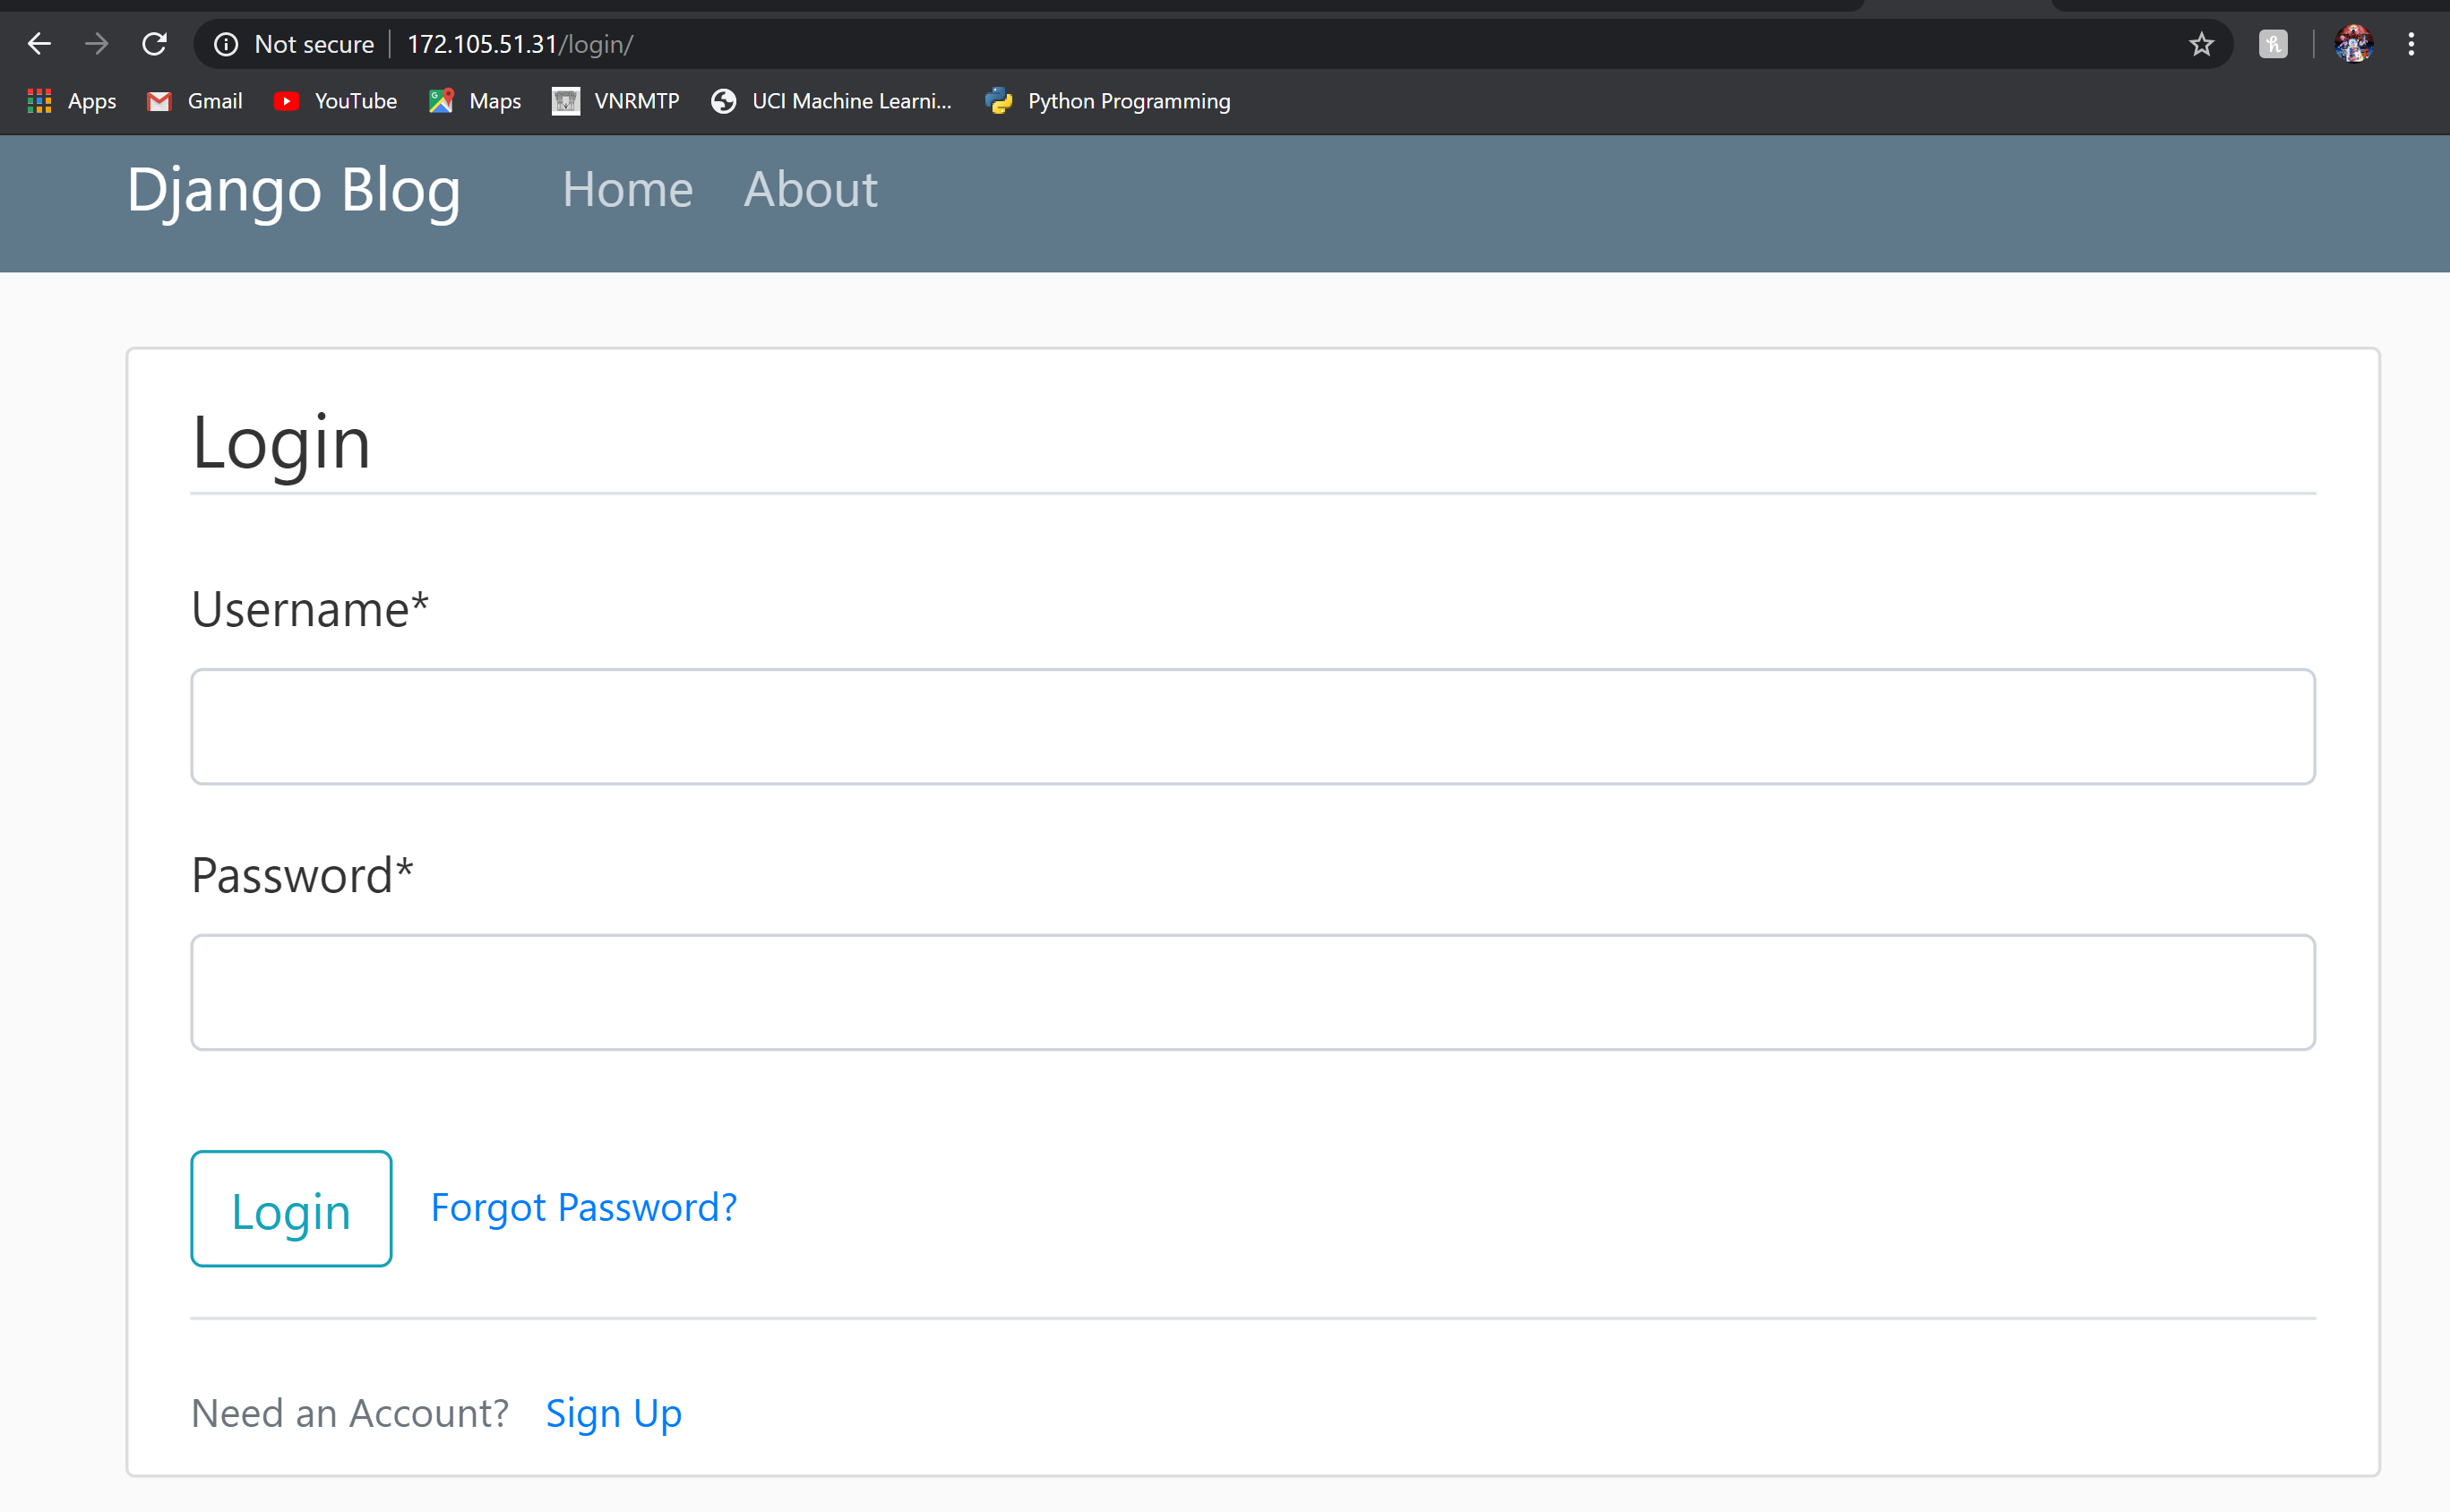 Not secure 172.105.51.31/login/
Apps Gmail YouTube Maps VNRMTP UCI Machine Learni... Python Programming
Django Blog Home About
Login
Username*
Password*
Login Forgot Password?
Need an Account? Sign Up